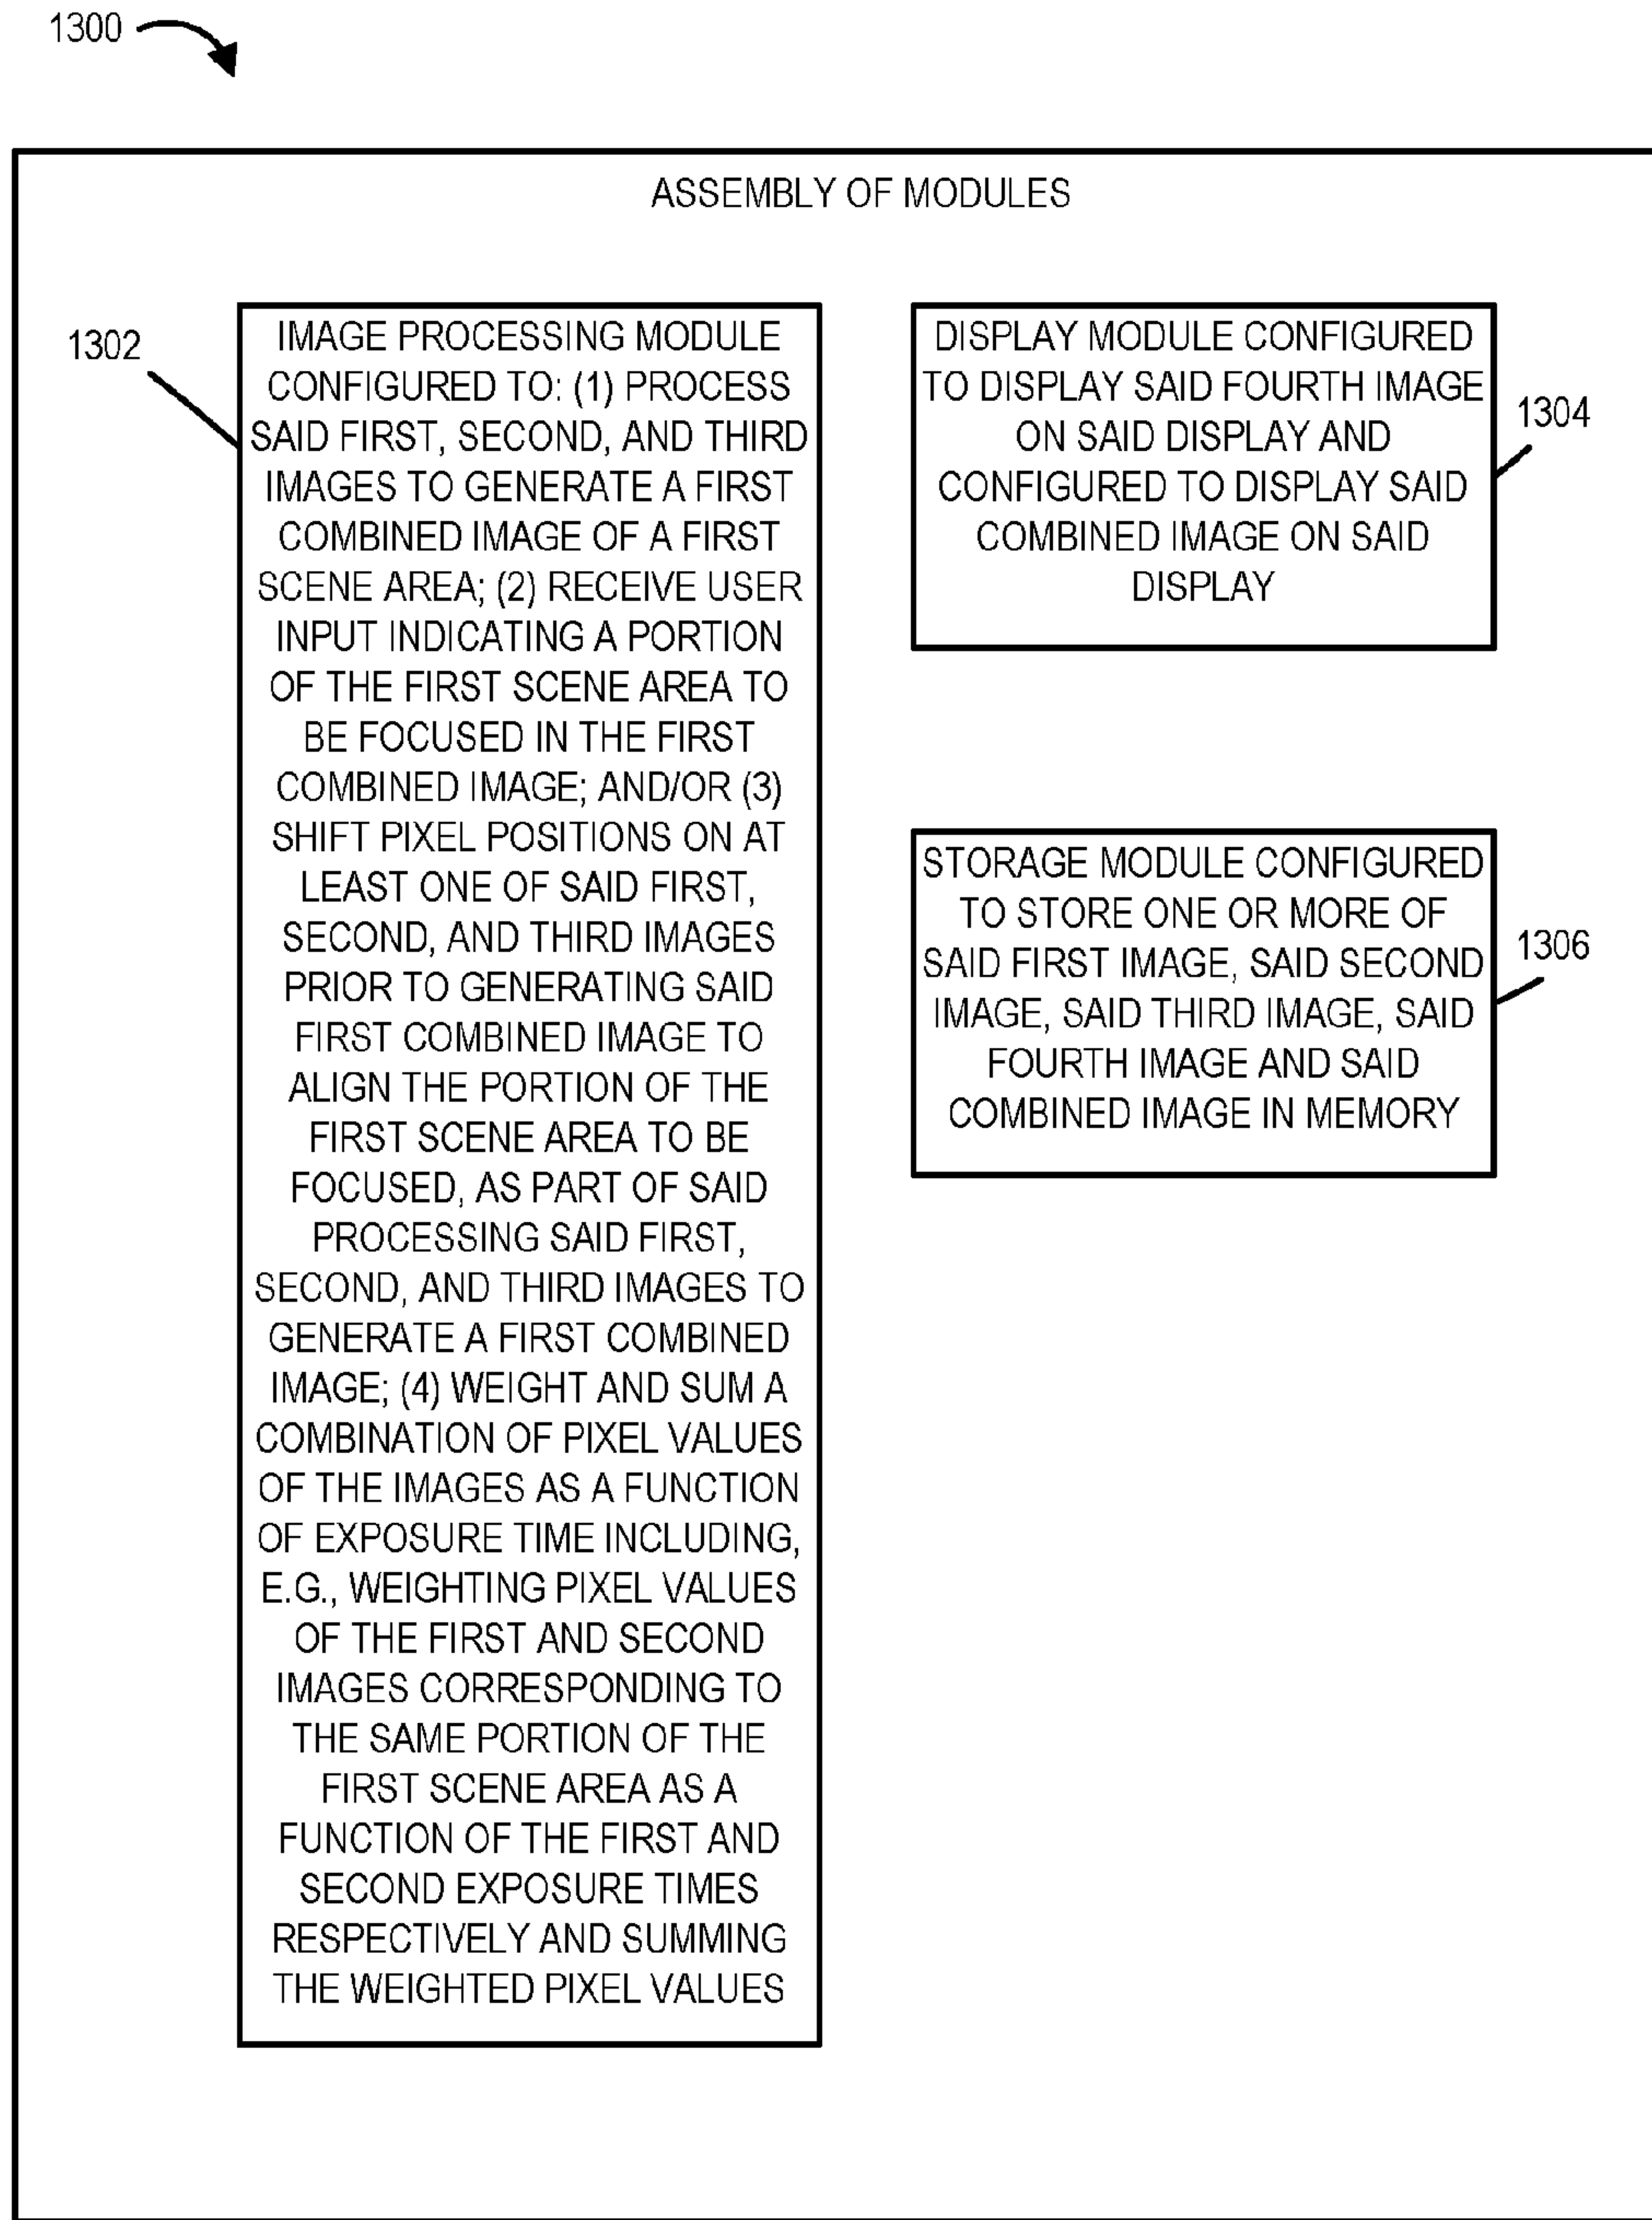 1300
ASSEMBLY OF MODULES
1302
IMAGE PROCESSING MODULE
CONFIGURED TO: (1) PROCESS
SAID FIRST, SECOND, AND THIRD
IMAGES TO GENERATE A FIRST
COMBINED IMAGE OF A FIRST
SCENE AREA; (2) RECEIVE USER
INPUT INDICATING A PORTION
OF THE FIRST SCENE AREA TO
BE FOCUSED IN THE FIRST
COMBINED IMAGE; AND/OR (3)
SHIFT PIXEL POSITIONS ON AT
LEAST ONE OF SAID FIRST,
SECOND, AND THIRD IMAGES
PRIOR TO GENERATING SAID
FIRST COMBINED IMAGE TO
ALIGN THE PORTION OF THE
FIRST SCENE AREA TO BE
FOCUSED, AS PART OF SAID
PROCESSING SAID FIRST,
SECOND, AND THIRD IMAGES TO
GENERATE A FIRST COMBINED
IMAGE; (4) WEIGHT AND SUM A
COMBINATION OF PIXEL VALUES
OF THE IMAGES AS A FUNCTION
OF EXPOSURE TIME INCLUDING,
E.G., WEIGHTING PIXEL VALUES
OF THE FIRST AND SECOND
IMAGES CORRESPONDING TO
THE SAME PORTION OF THE
FIRST SCENE AREA AS A
FUNCTION OF THE FIRST AND
SECOND EXPOSURE TIMES
RESPECTIVELY AND SUMMING
THE WEIGHTED PIXEL VALUES
DISPLAY MODULE CONFIGURED
TO DISPLAY SAID FOURTH IMAGE
ON SAID DISPLAY AND
CONFIGURED TO DISPLAY SAID
COMBINED IMAGE ON SAID
DISPLAY
1304
STORAGE MODULE CONFIGURED
TO STORE ONE OR MORE OF
SAID FIRST IMAGE, SAID SECOND
IMAGE, SAID THIRD IMAGE, SAID
FOURTH IMAGE AND SAID
COMBINED IMAGE IN MEMORY
1306